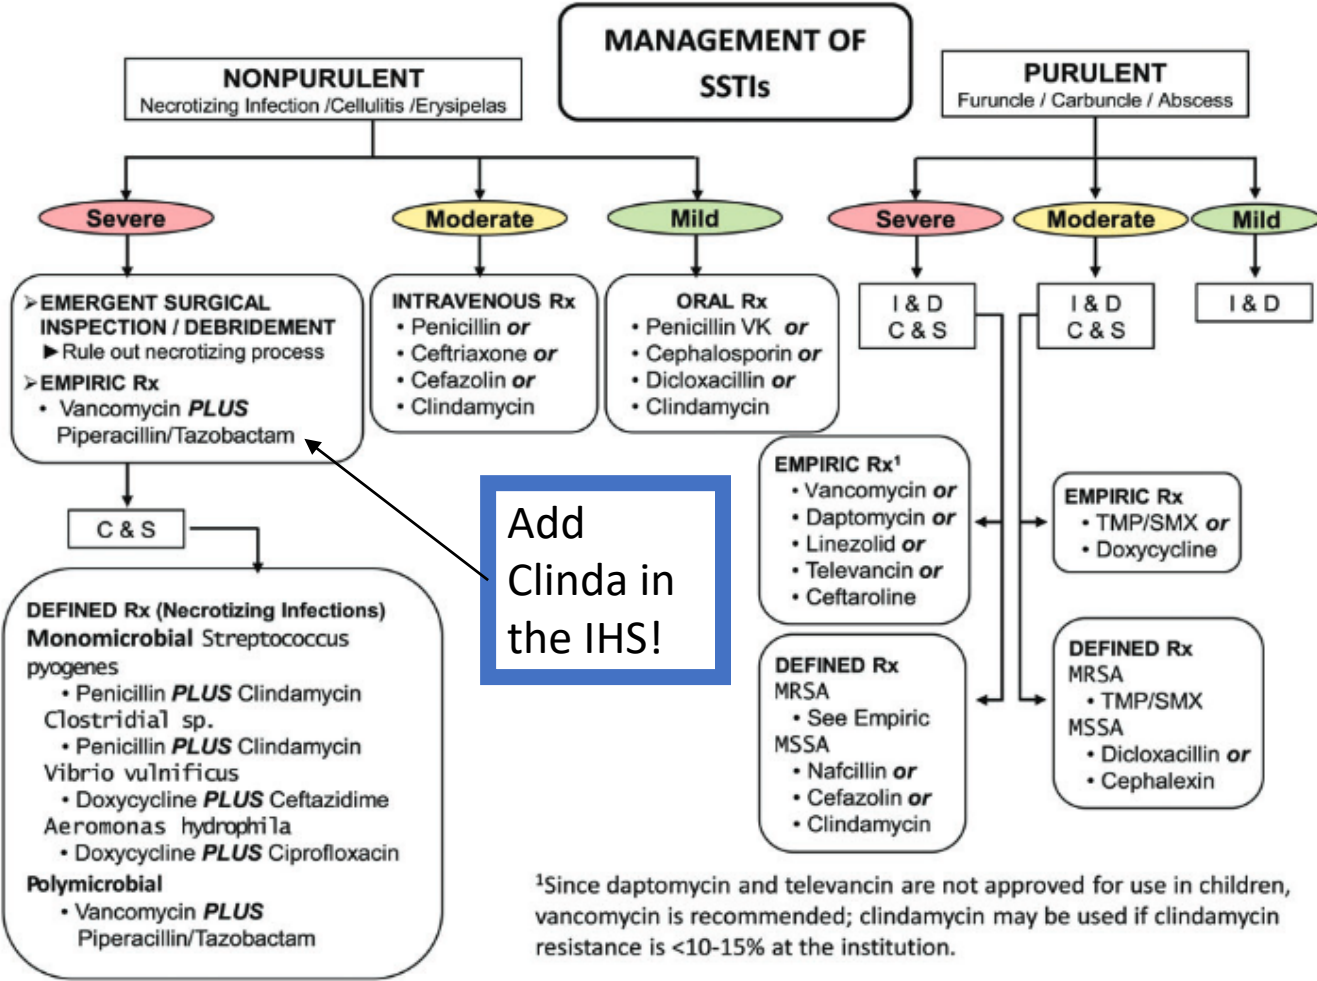 MANAGEMENT OF
SSTIs
NONPURULENT
Necrotizing Infection /Cellulitis /Erysipelas
Severe
➢EMERGENT SURGICAL
INSPECTION / DEBRIDEMENT
►Rule out necrotizing process
➢EMPIRIC Rx
• Vancomycin PLUS
Piperacillin/Tazobactam
C & S
DEFINED Rx (Necrotizing Infections)
Monomicrobial Streptococcus
pyogenes
• Penicillin PLUS Clindamycin
Clostridial sp.
• Penicillin PLUS Clindamycin
Vibrio vulnificus
• Doxycycline PLUS Ceftazidime
Aeromonas hydrophila
• Doxycycline PLUS Ciprofloxacin
Polymicrobial
• Vancomycin PLUS
Piperacillin/Tazobactam
Moderate
INTRAVENOUS Rx
• Penicillin or
• Ceftriaxone or
• Cefazolin or
• Clindamycin
Mild
ORAL Rx
• Penicillin VK or
• Cephalosporin or
• Dicloxacillin or
• Clindamycin
Add
Clinda in
the IHS!
PURULENT
Furuncle / Carbuncle / Abscess
Severe
I & D
C & S
EMPIRIC Rx¹
• Vancomycin or
• Daptomycin or
• Linezolid or
• Televancin or
• Ceftaroline
DEFINED Rx
MRSA
• See Empiric
MSSA
• Nafcillin or
• Cefazolin or
• Clindamycin
Moderate
I & D
C & S
EMPIRIC Rx
• TMP/SMX or
• Doxycycline
DEFINED Rx
MRSA
• TMP/SMX
MSSA
• Dicloxacillin or
• Cephalexin
Mild
I & D
¹Since daptomycin and televancin are not approved for use in children,
vancomycin is recommended; clindamycin may be used if clindamycin
resistance is <10-15% at the institution.